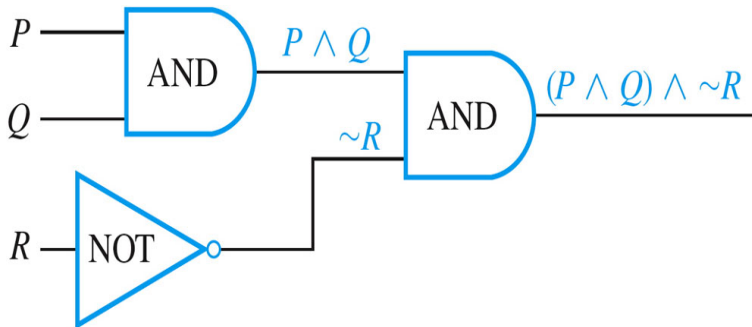 P
AND
P ∧ Q
Q
AND
(P ∧ Q) ∧ ~R
~R
R
NOT